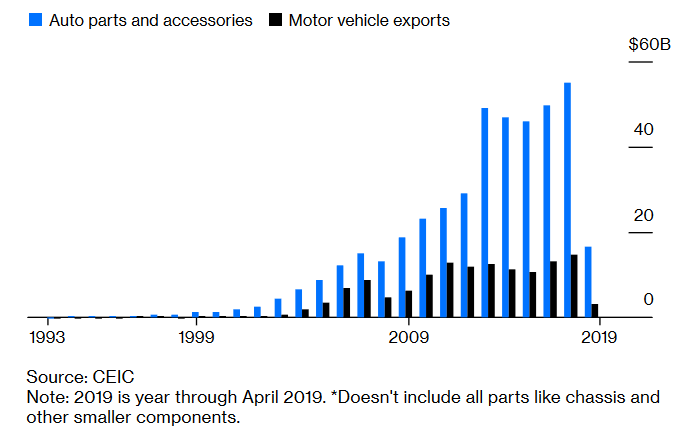 Auto parts and accessories Motor vehicle exports
$60B
40
20
0
1993 1999 2009 2019
Source: CEIC
Note: 2019 is year through April 2019. *Doesn't include all parts like chassis and
other smaller components.